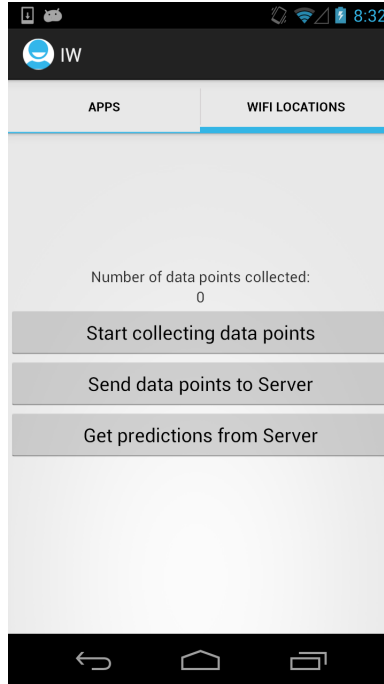 8:32
IW
APPS
WIFI LOCATIONS
Number of data points collected:
0
Start collecting data points
Send data points to Server
Get predictions from Server